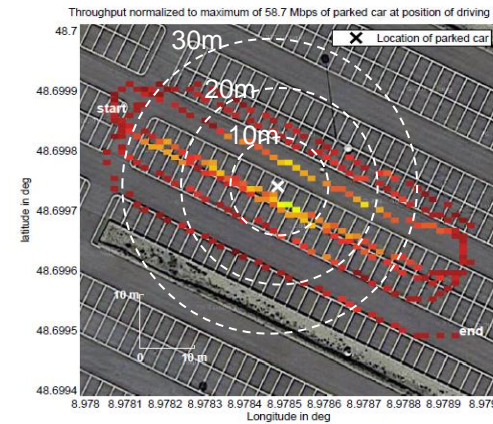 Throughput normalized to maximum of 58.7 Mbps of parked car at position of driving
48.7
30m
Location of parked car
48.6999
start
20m
48.6998
10m
latitude in deg
48.6997
48.6996
10 m
48.6995
end
0
10 m
48.6994
8.978 8.9781 8.9782 8.9783 8.9784 8.9785 8.9786 8.9787 8.9788 8.9789 8.979
Longitude in deg